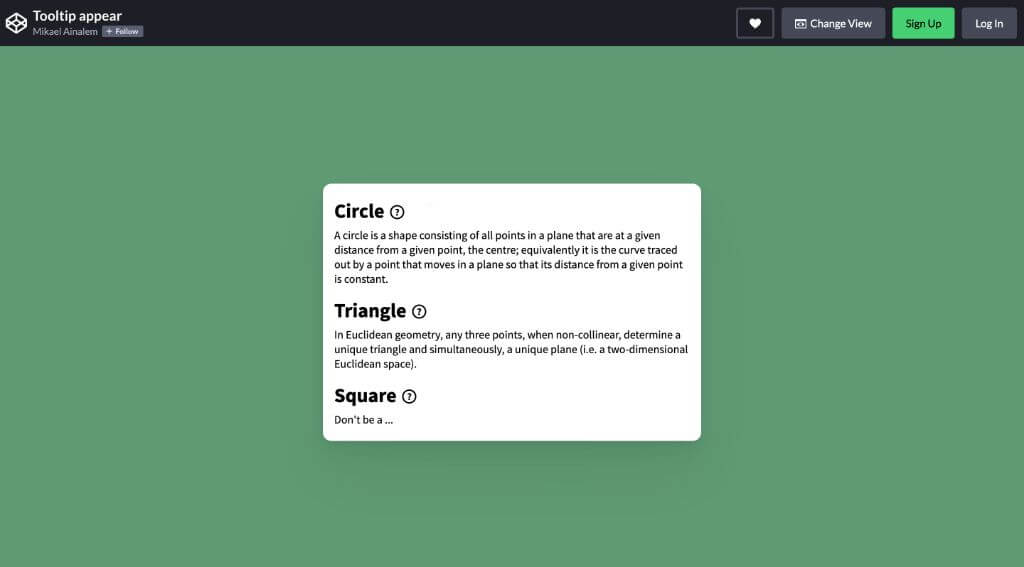 Tooltip appear
Mikael Ainalem + Follow
Change View
Sign Up
Log In
Circle ?
A circle is a shape consisting of all points in a plane that are at a given
distance from a given point, the centre; equivalently it is the curve traced
out by a point that moves in a plane so that its distance from a given point
is constant.
Triangle ?
In Euclidean geometry, any three points, when non-collinear, determine a
unique triangle and simultaneously, a unique plane (i.e. a two-dimensional
Euclidean space).
Square ?
Don't be a ...